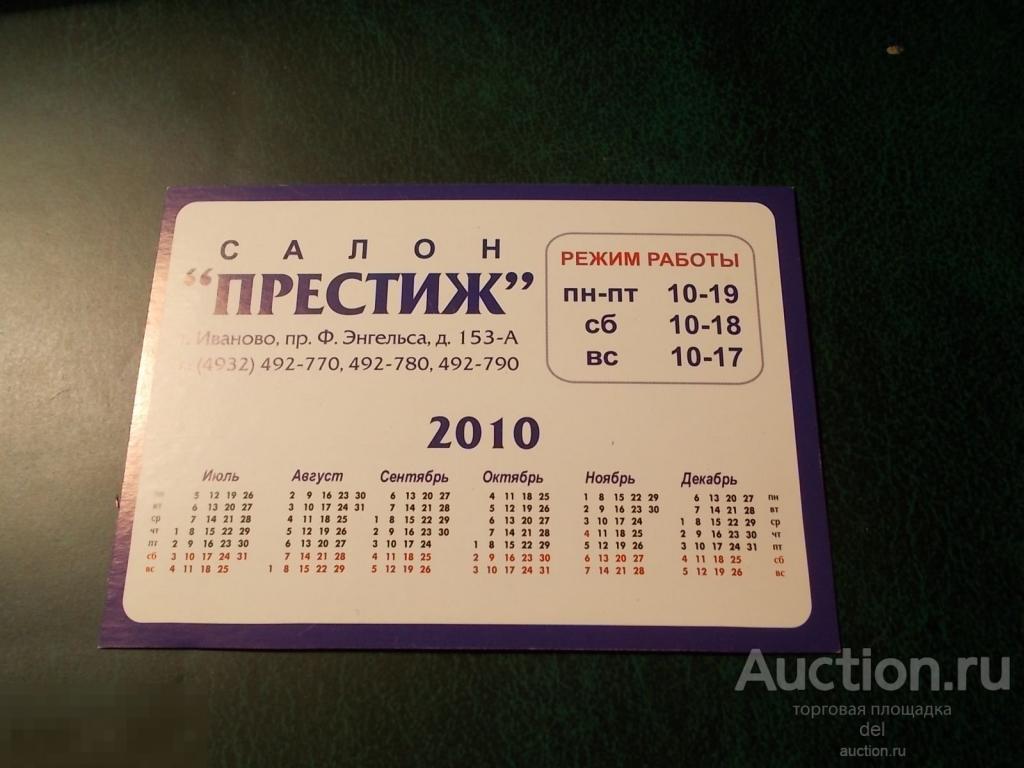 САЛОН
“ПРЕСТИЖ”
Иваново, пр. Ф. Энгельса, д. 153-А
(4932) 492-770, 492-780, 492-790
РЕЖИМ РАБОТЫ
пн-пт 10-19
сб 10-18
вс 10-17
2010
Июль Август Сентябрь Октябрь Ноябрь Декабрь
пн 5 12 19 26 2 9 16 23 30 6 13 20 27 4 11 18 25 1 8 15 22 29 6 13 20 27 пн
вт 6 13 20 27 3 10 17 24 31 7 14 21 28 5 12 19 26 2 9 16 23 30 7 14 21 28 вт
ср 7 14 21 28 4 11 18 25 1 8 15 22 29 6 13 20 27 3 10 17 24 1 8 15 22 29 ср
чт 1 8 15 22 29 5 12 19 26 2 9 16 23 30 7 14 21 28 4 11 18 25 2 9 16 23 30 чт
пт 2 9 16 23 30 6 13 20 27 3 10 17 24 1 8 15 22 29 5 12 19 26 3 10 17 24 31 пт
сб 3 10 17 24 31 7 14 21 28 4 11 18 25 2 9 16 23 30 6 13 20 27 4 11 18 25 сб
вс 4 11 18 25 1 8 15 22 29 5 12 19 26 3 10 17 24 31 7 14 21 28 5 12 19 26 вс
Auction.ru
торговая площадка
del
auction.ru